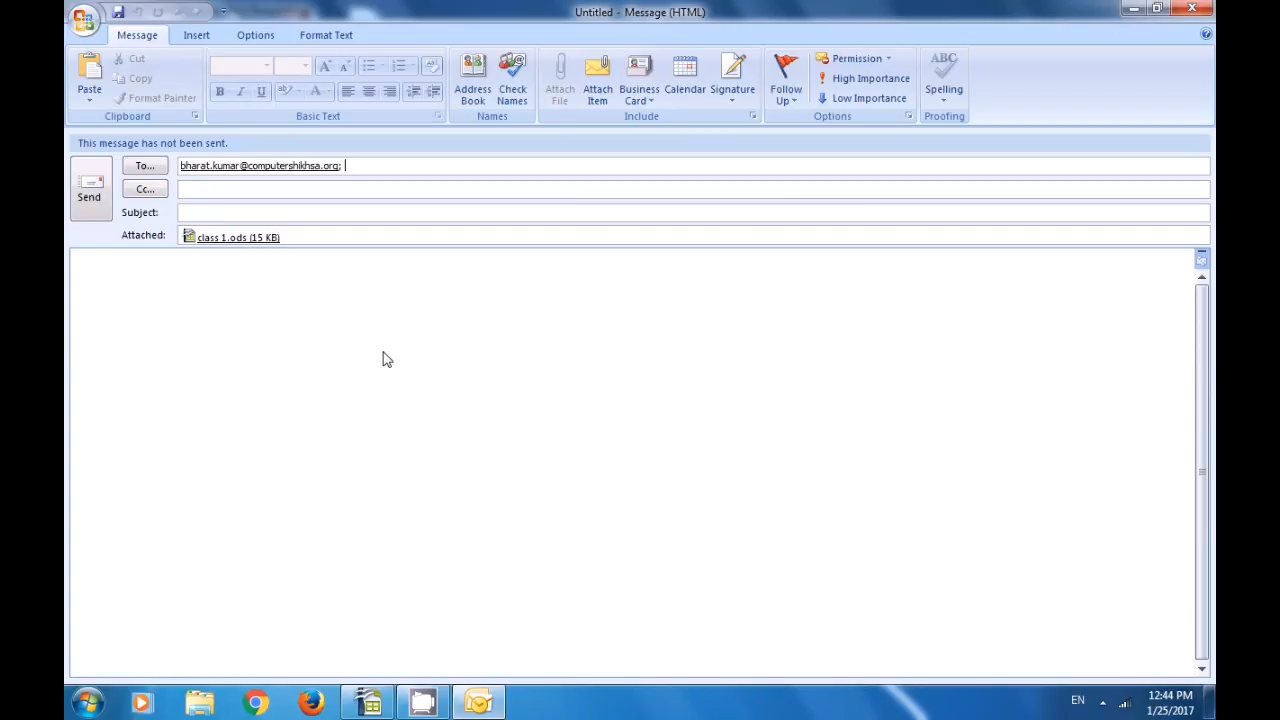 Untitled - Message (HTML)
Message Insert Options Format Text
Paste
Cut
Copy
Format Painter
Clipboard
B I U
Basic Text
Address Book
Check Names
Names
Attach File
Attach Item
Business Card
Calendar
Signature
Include
Follow Up
Permission
High Importance
Low Importance
Options
ABC
Spelling
Proofing
This message has not been sent.
Send
To... bharat.kumar@computershikhsa.org;
Cc...
Subject:
Attached: class 1.ods (15 KB)
EN
12:44 PM
1/25/2017